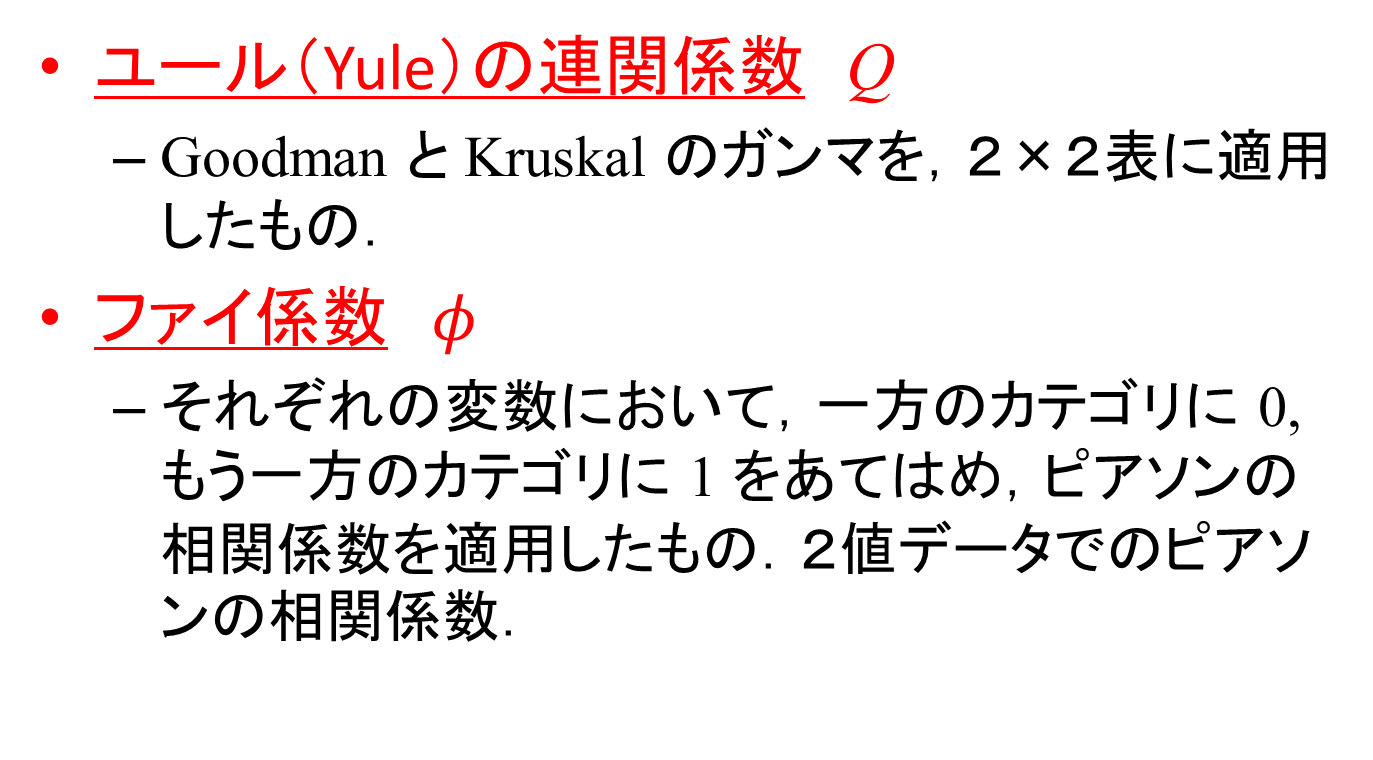 • ユール（Yule）の連関係数　Q
– Goodman と Kruskal のガンマを，２×２表に適用
したもの．
• ファイ係数　ϕ
– それぞれの変数において，一方のカテゴリに 0,
もう一方のカテゴリに 1 をあてはめ，ピアソンの
相関係数を適用したもの．２値データでのピアソ
ンの相関係数．